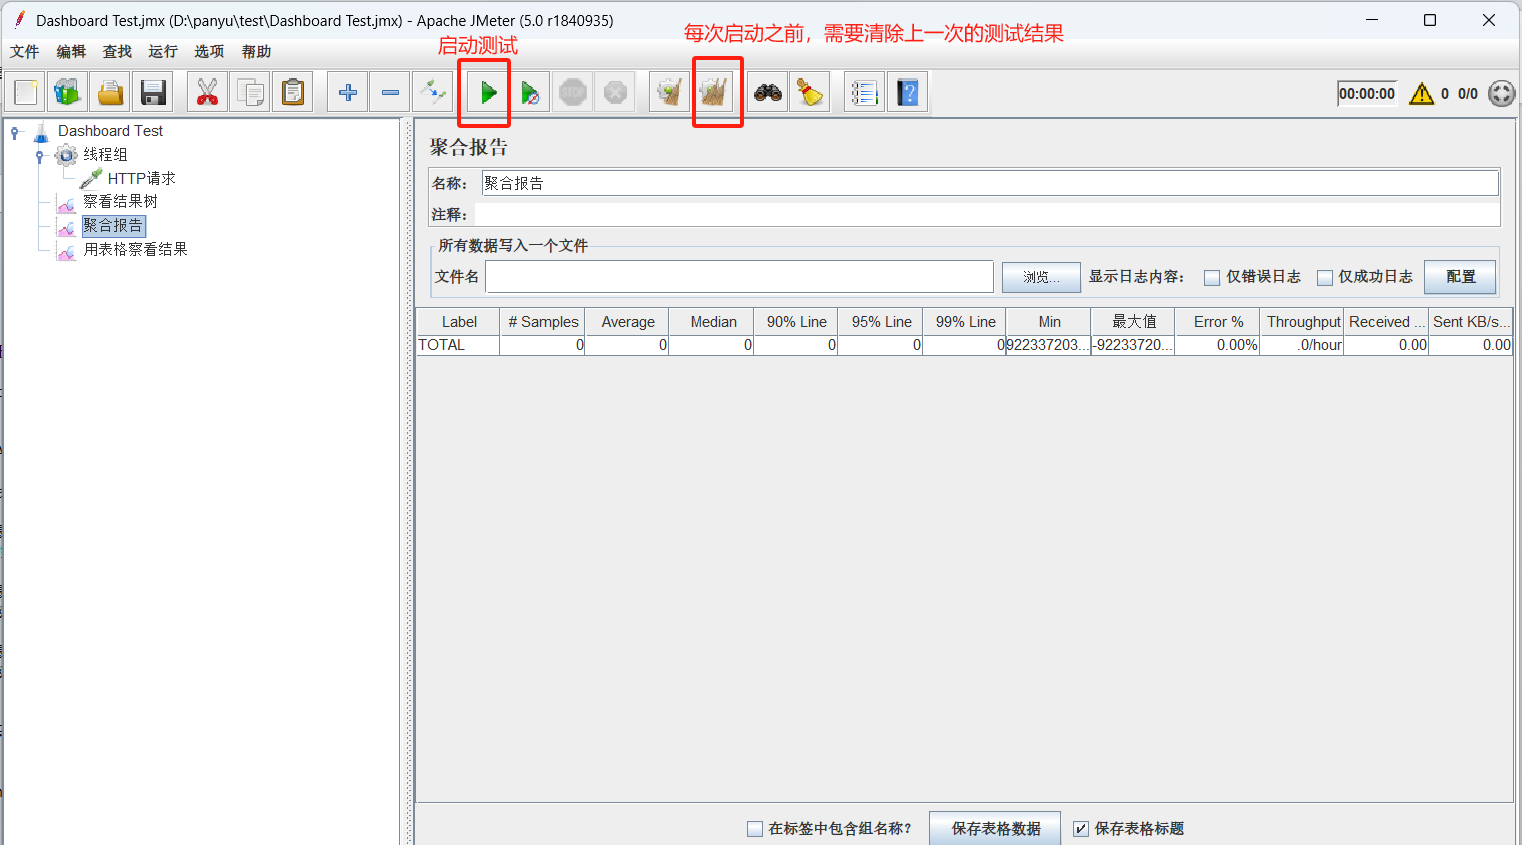 Dashboard Test.jmx (D:\panyu\test\Dashboard Test.jmx) - Apache JMeter (5.0 r1840935)
每次启动之前，需要清除上一次的测试结果
启动测试
文件 编辑 查找 运行 选项 帮助
STOP
00:00:00 0 0/0
Dashboard Test
线程组
HTTP请求
察看结果树
聚合报告
用表格察看结果
聚合报告
名称： 聚合报告
注释：
所有数据写入一个文件
文件名 浏览... 显示日志内容： 仅错误日志 仅成功日志 配置
Label # Samples Average Median 90% Line 95% Line 99% Line Min 最大值 Error % Throughput Received ... Sent KB/s...
TOTAL 0 0 0 0 0 0 922337203... -92233720... 0.00% .0/hour 0.00 0.00
在标签中包含组名称？ 保存表格数据 保存表格标题